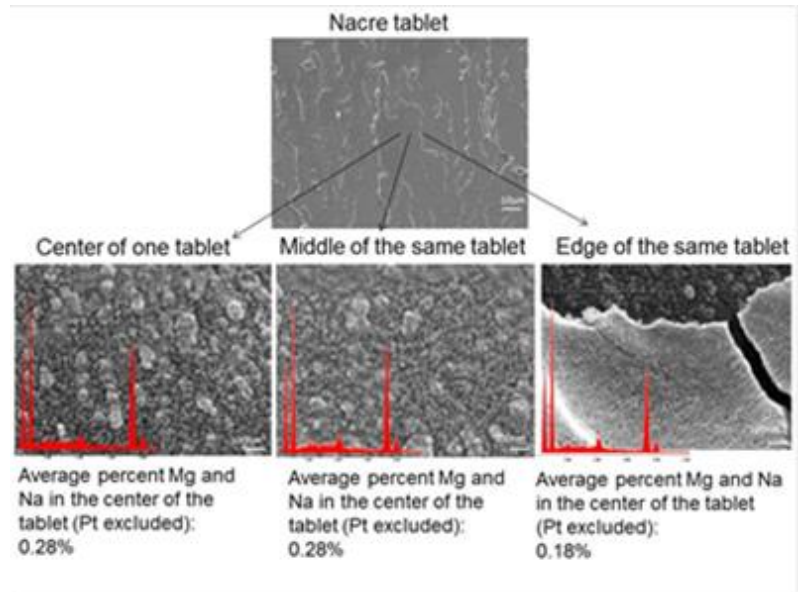 Nacre tablet
10µm
Center of one tablet
Middle of the same tablet
Edge of the same tablet
Average percent Mg and
Na in the center of the
tablet (Pt excluded):
0.28%
Average percent Mg and
Na in the center of the
tablet (Pt excluded):
0.28%
Average percent Mg and Na
in the center of the tablet
(Pt excluded):
0.18%